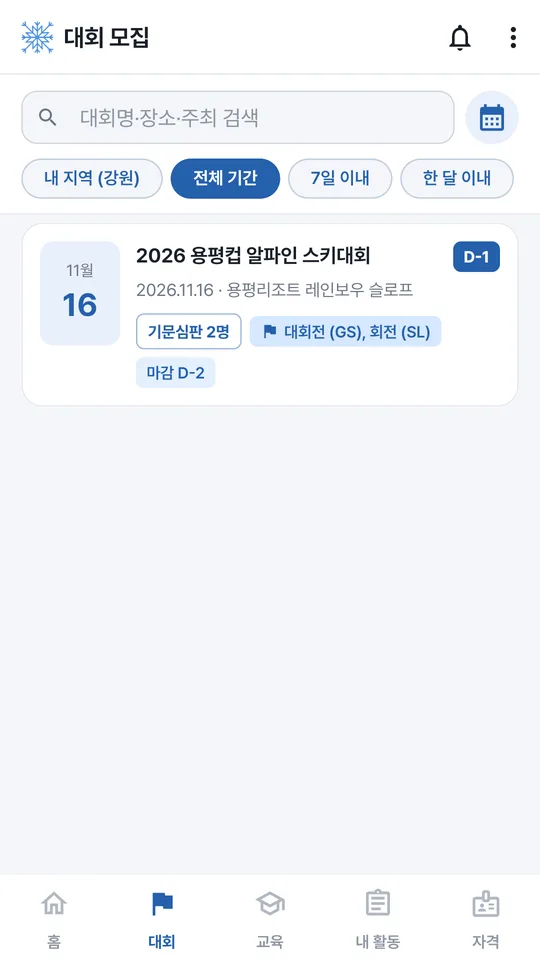 대회 모집
대회명·장소·주최 검색
내 지역 (강원)
전체 기간
7일 이내
한 달 이내
11월
16
2026 용평컵 알파인 스키대회
D-1
2026.11.16 · 용평리조트 레인보우 슬로프
기문심판 2명
대회전 (GS), 회전 (SL)
마감 D-2
홈
대회
교육
내 활동
자격